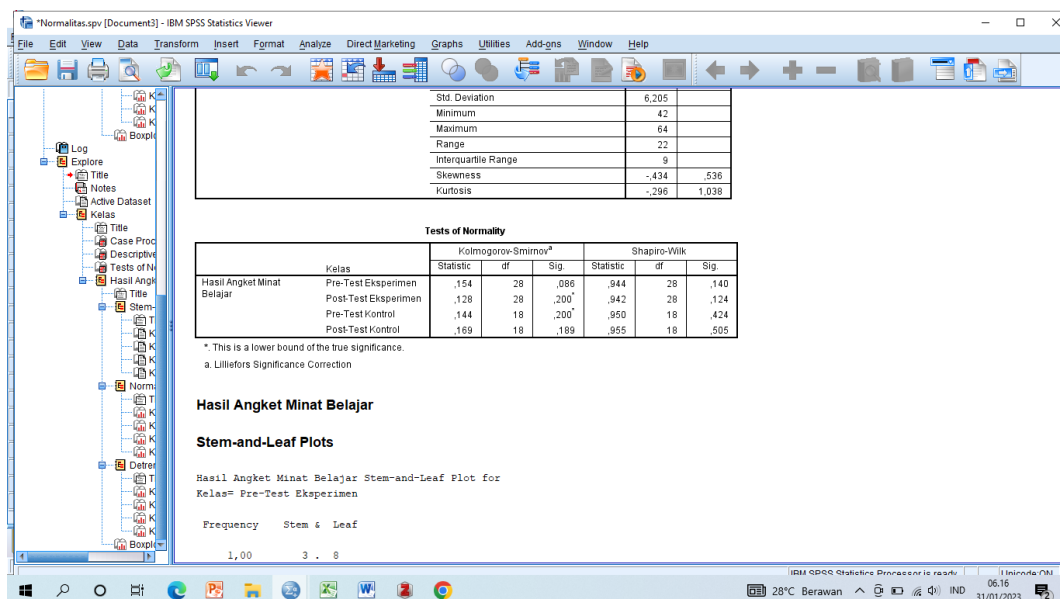 *Normalitas.spv [Document3] - IBM SPSS Statistics Viewer
File Edit View Data Transform Insert Format Analyze Direct Marketing Graphs Utilities Add-ons Window Help
K
K
K
Boxplo
Log
Explore
Title
Notes
Active Dataset
Kelas
Title
Case Proc
Descriptive
Tests of N
Hasil Angk
Title
Stem-
T
K
K
K
K
Norma
T
K
K
K
K
Detren
T
K
K
K
K
Boxpl
Std. Deviation 6,205
Minimum 42
Maximum 64
Range 22
Interquartile Range 9
Skewness -,434 ,536
Kurtosis -,296 1,038
Tests of Normality
Kolmogorov-Smirnov^a Shapiro-Wilk
Kelas Statistic df Sig. Statistic df Sig.
Hasil Angket Minat Belajar Pre-Test Eksperimen ,154 28 ,086 ,944 28 ,140
Post-Test Eksperimen ,128 28 ,200* ,942 28 ,124
Pre-Test Kontrol ,144 18 ,200* ,950 18 ,424
Post-Test Kontrol ,169 18 ,189 ,955 18 ,505
*. This is a lower bound of the true significance.
a. Lilliefors Significance Correction
Hasil Angket Minat Belajar
Stem-and-Leaf Plots
Hasil Angket Minat Belajar Stem-and-Leaf Plot for
Kelas= Pre-Test Eksperimen
Frequency Stem & Leaf
1,00 3 . 8
IBM SPSS Statistics Processor is ready Unicode:ON
28°C Berawan IND 06.16
31/01/2023